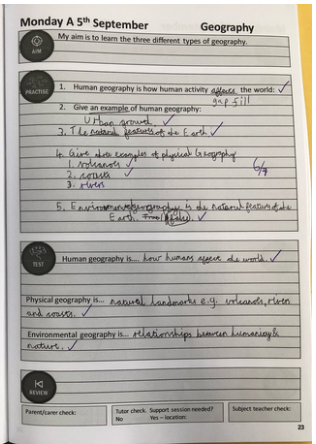 Monday A 5th September Geography
My aim is to learn the three different types of geography.
AIM
PRACTISE
1. Human geography is how human activity affects the world:
gap fill
2. Give an example of human geography:
Urban growth.
3. The natural features of the Earth
4. Give three examples of physical Geography
1. volcanoes
2. coasts
3. rivers
6/7
5. Environmental geography is the natural features of the
Earth. True / False.
TEST
Human geography is... how humans affect the world.
Physical geography is... natural landmarks e.g. volcanos, rivers
and coasts.
Environmental geography is... relationships between humanity &
nature.
REVIEW
Parent/carer check:
Tutor check. Support session needed?
No Yes – location:
Subject teacher check:
23